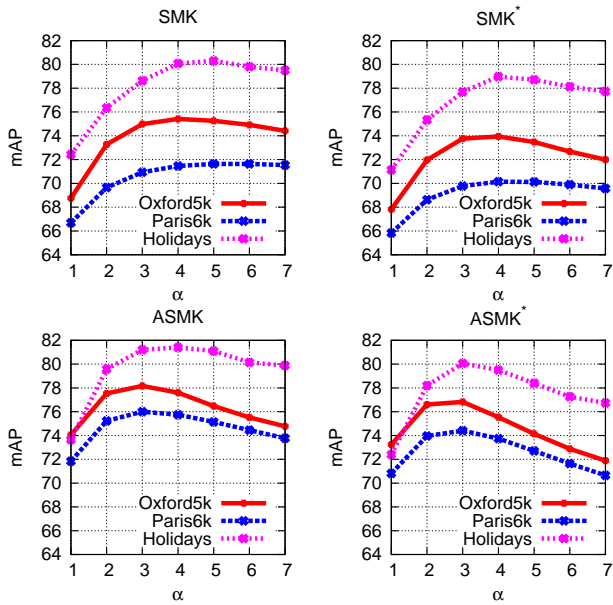 SMK
82
80
78
76
74
72
70
68
66
64
mAP
Oxford5k
Paris6k
Holidays
1 2 3 4 5 6 7
α
SMK*
82
80
78
76
74
72
70
68
66
64
mAP
Oxford5k
Paris6k
Holidays
1 2 3 4 5 6 7
α
ASMK
82
80
78
76
74
72
70
68
66
64
mAP
Oxford5k
Paris6k
Holidays
1 2 3 4 5 6 7
α
ASMK*
82
80
78
76
74
72
70
68
66
64
mAP
Oxford5k
Paris6k
Holidays
1 2 3 4 5 6 7
α